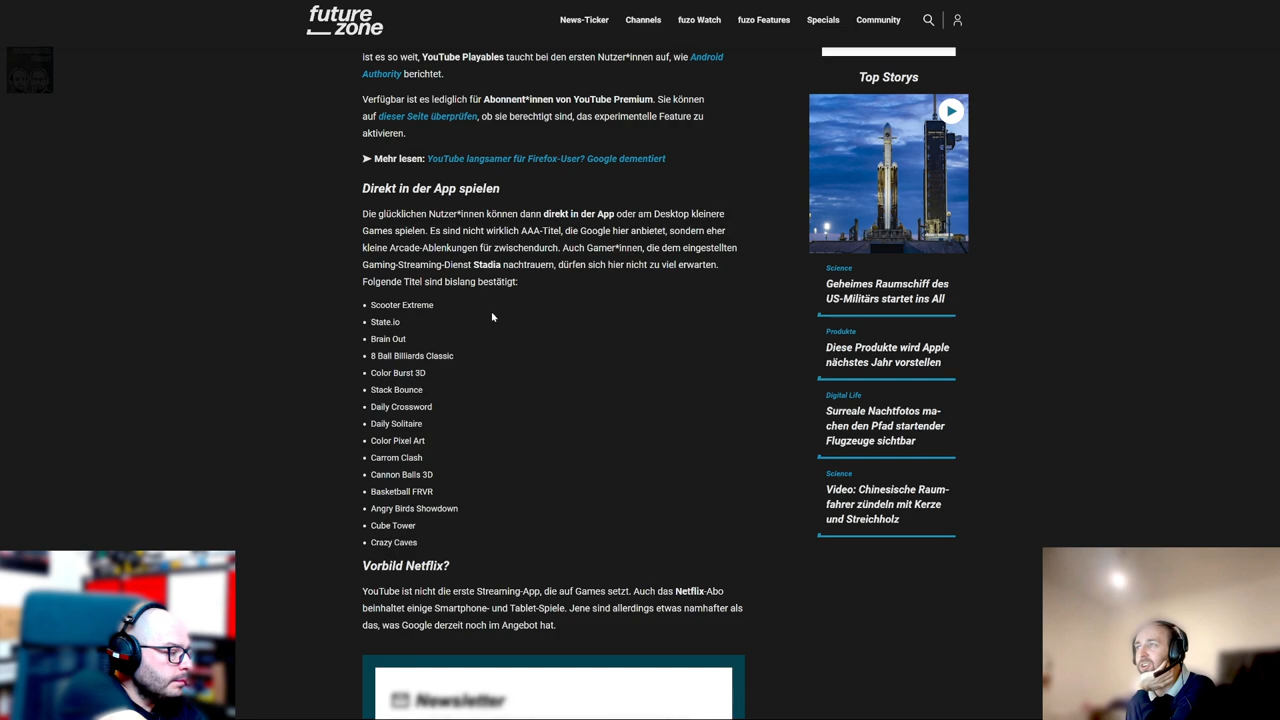 future
zone
News-Ticker
Channels
fuzo Watch
fuzo Features
Specials
Community
ist es so weit, YouTube Playables taucht bei den ersten Nutzer*innen auf, wie Android
Authority berichtet.
Verfügbar ist es lediglich für Abonnent*innen von YouTube Premium. Sie können
auf dieser Seite überprüfen, ob sie berechtigt sind, das experimentelle Feature zu
aktivieren.
➤ Mehr lesen: YouTube langsamer für Firefox-User? Google dementiert
Direkt in der App spielen
Die glücklichen Nutzer*innen können dann direkt in der App oder am Desktop kleinere
Games spielen. Es sind nicht wirklich AAA-Titel, die Google hier anbietet, sondern eher
kleine Arcade-Ablenkungen für zwischendurch. Auch Gamer*innen, die dem eingestellten
Gaming-Streaming-Dienst Stadia nachtrauern, dürfen sich hier nicht zu viel erwarten.
Folgende Titel sind bislang bestätigt:
• Scooter Extreme
• State.io
• Brain Out
• 8 Ball Billiards Classic
• Color Burst 3D
• Stack Bounce
• Daily Crossword
• Daily Solitaire
• Color Pixel Art
• Carrom Clash
• Cannon Balls 3D
• Basketball FRVR
• Angry Birds Showdown
• Cube Tower
• Crazy Caves
Vorbild Netflix?
YouTube ist nicht die erste Streaming-App, die auf Games setzt. Auch das Netflix-Abo
beinhaltet einige Smartphone- und Tablet-Spiele. Jene sind allerdings etwas namhafter als
das, was Google derzeit noch im Angebot hat.
Newsletter
Top Storys
Science
Geheimes Raumschiff des
US-Militärs startet ins All
Produkte
Diese Produkte wird Apple
nächstes Jahr vorstellen
Digital Life
Surreale Nachtfotos ma-
chen den Pfad startender
Flugzeuge sichtbar
Science
Video: Chinesische Raum-
fahrer zündeln mit Kerze
und Streichholz